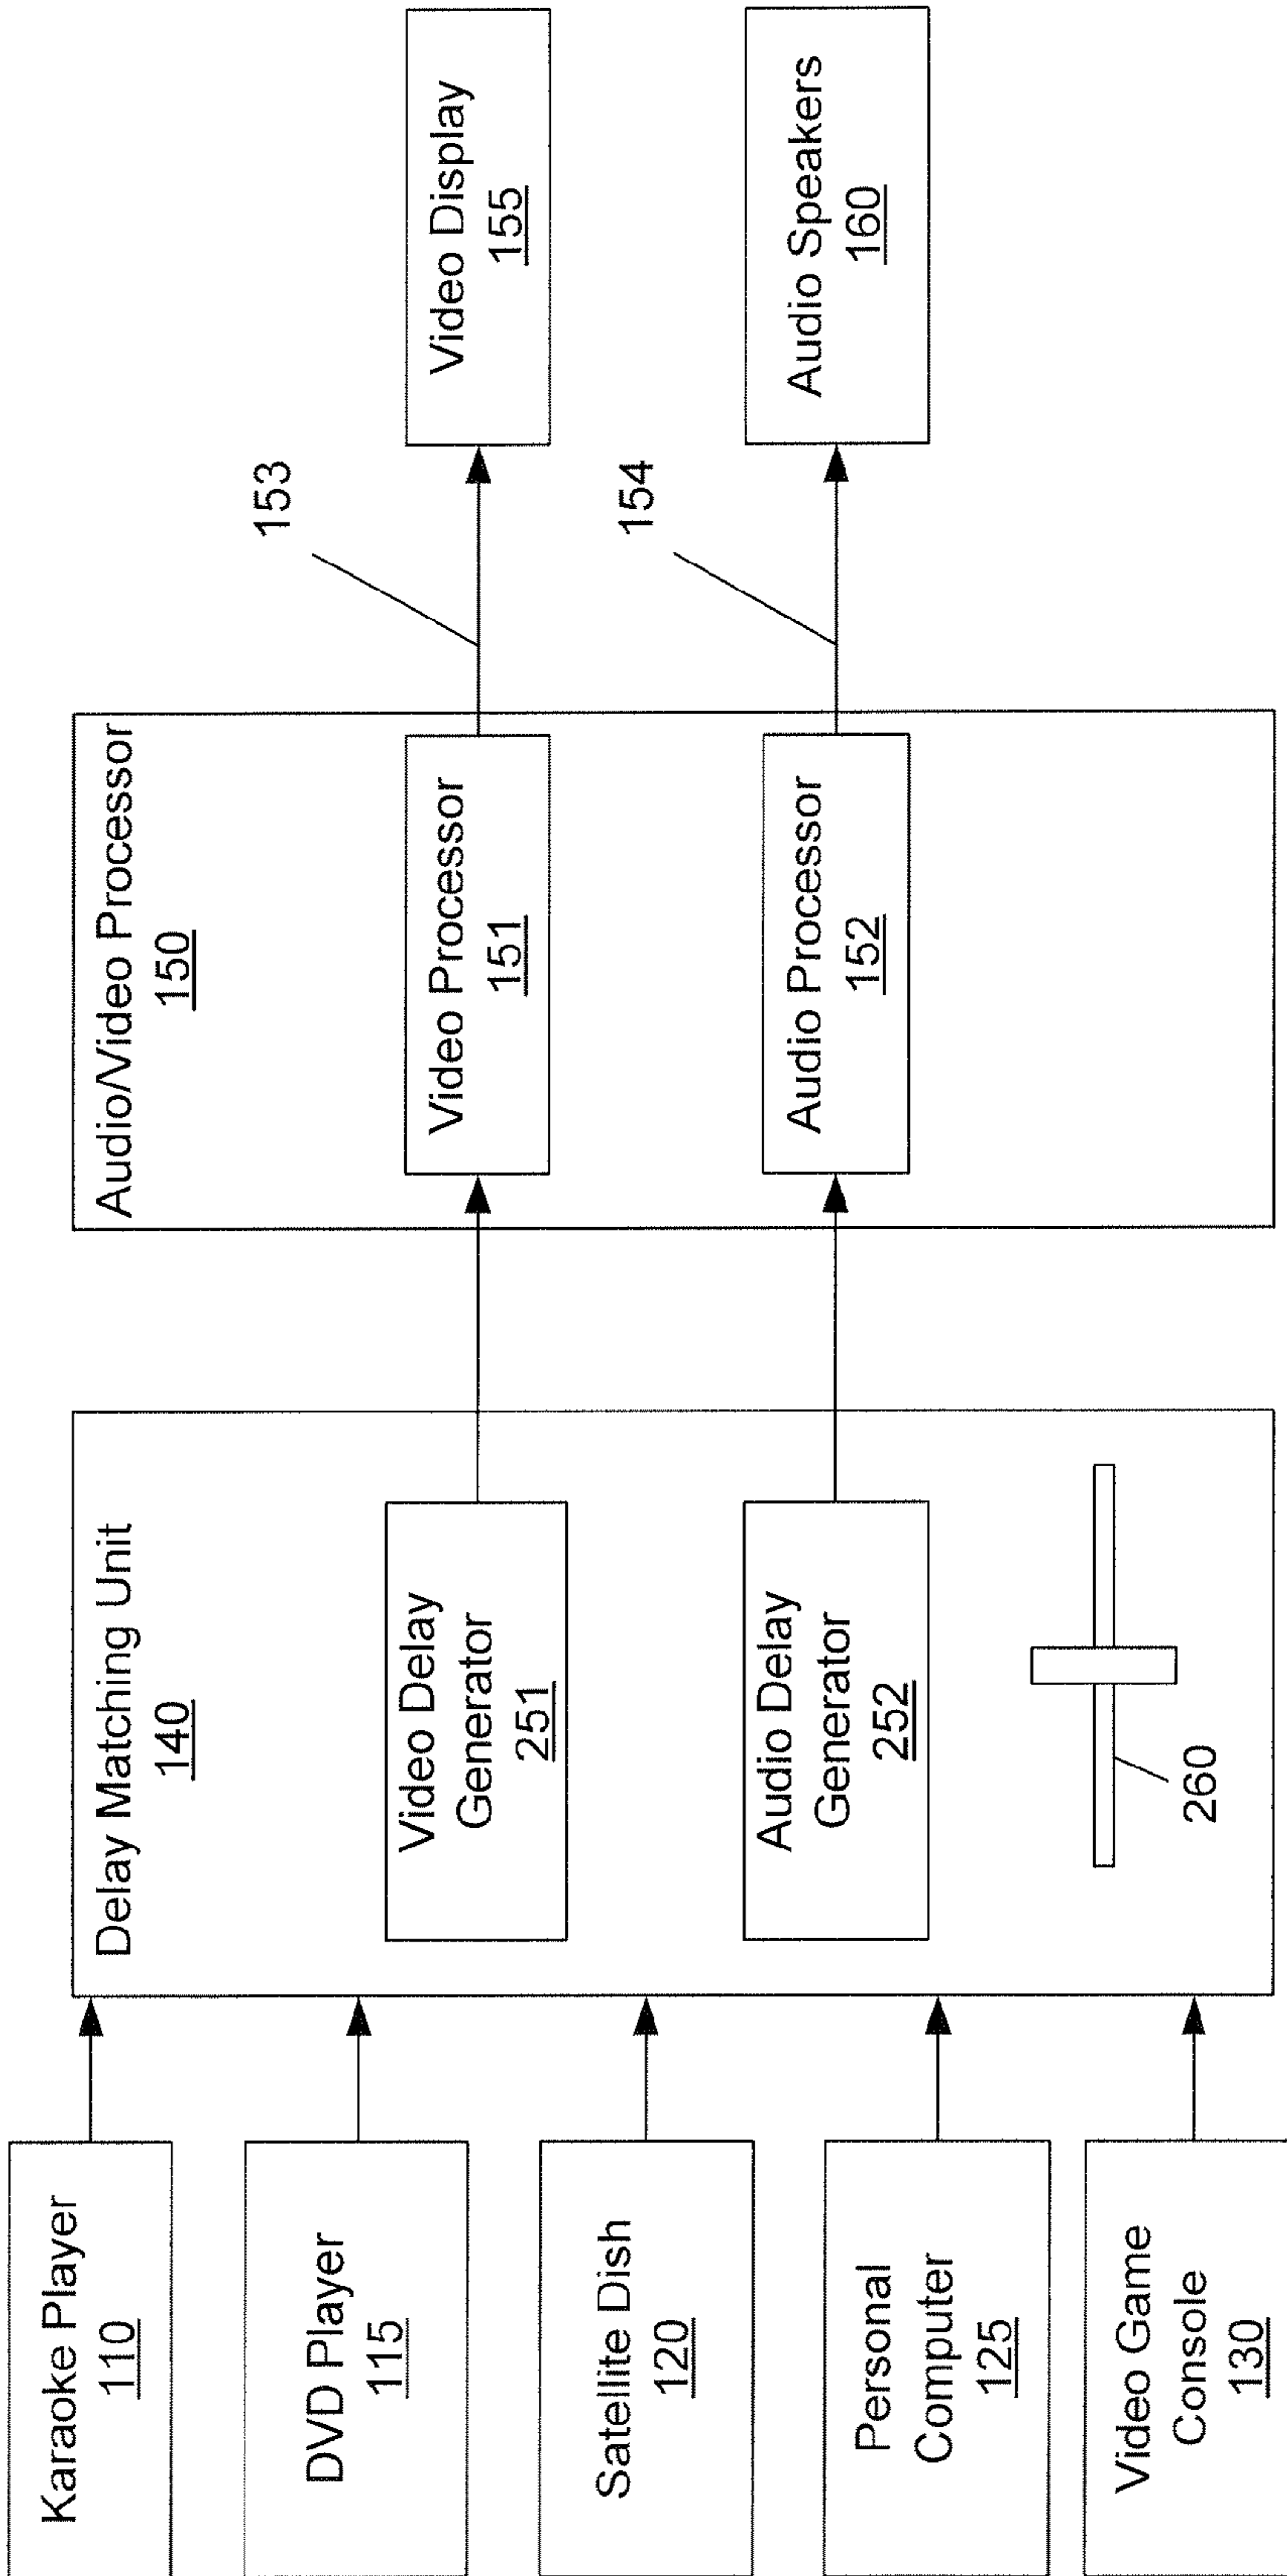 Karaoke Player
110
DVD Player
115
Satellite Dish
120
Personal
Computer
125
Video Game
Console
130
Delay Matching Unit
140
Video Delay
Generator
251
Audio Delay
Generator
252
260
Audio/Video Processor
150
Video Processor
151
Audio Processor
152
153
154
Video Display
155
Audio Speakers
160